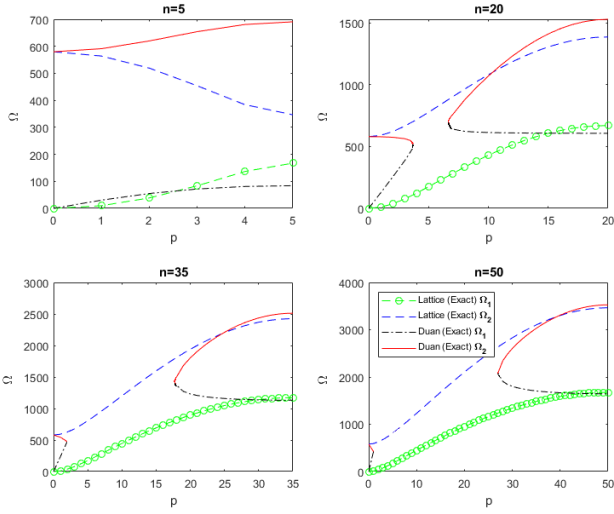 n=5
700
600
500
400
300
200
100
0
Ω
0 1 2 3 4 5
p
n=20
1500
1000
500
0
Ω
0 5 10 15 20
p
n=35
3000
2500
2000
1500
1000
500
0
Ω
0 5 10 15 20 25 30 35
p
n=50
4000
3000
2000
1000
0
Ω
Lattice (Exact) Ω₁
Lattice (Exact) Ω₂
Duan (Exact) Ω₁
Duan (Exact) Ω₂
0 10 20 30 40 50
p